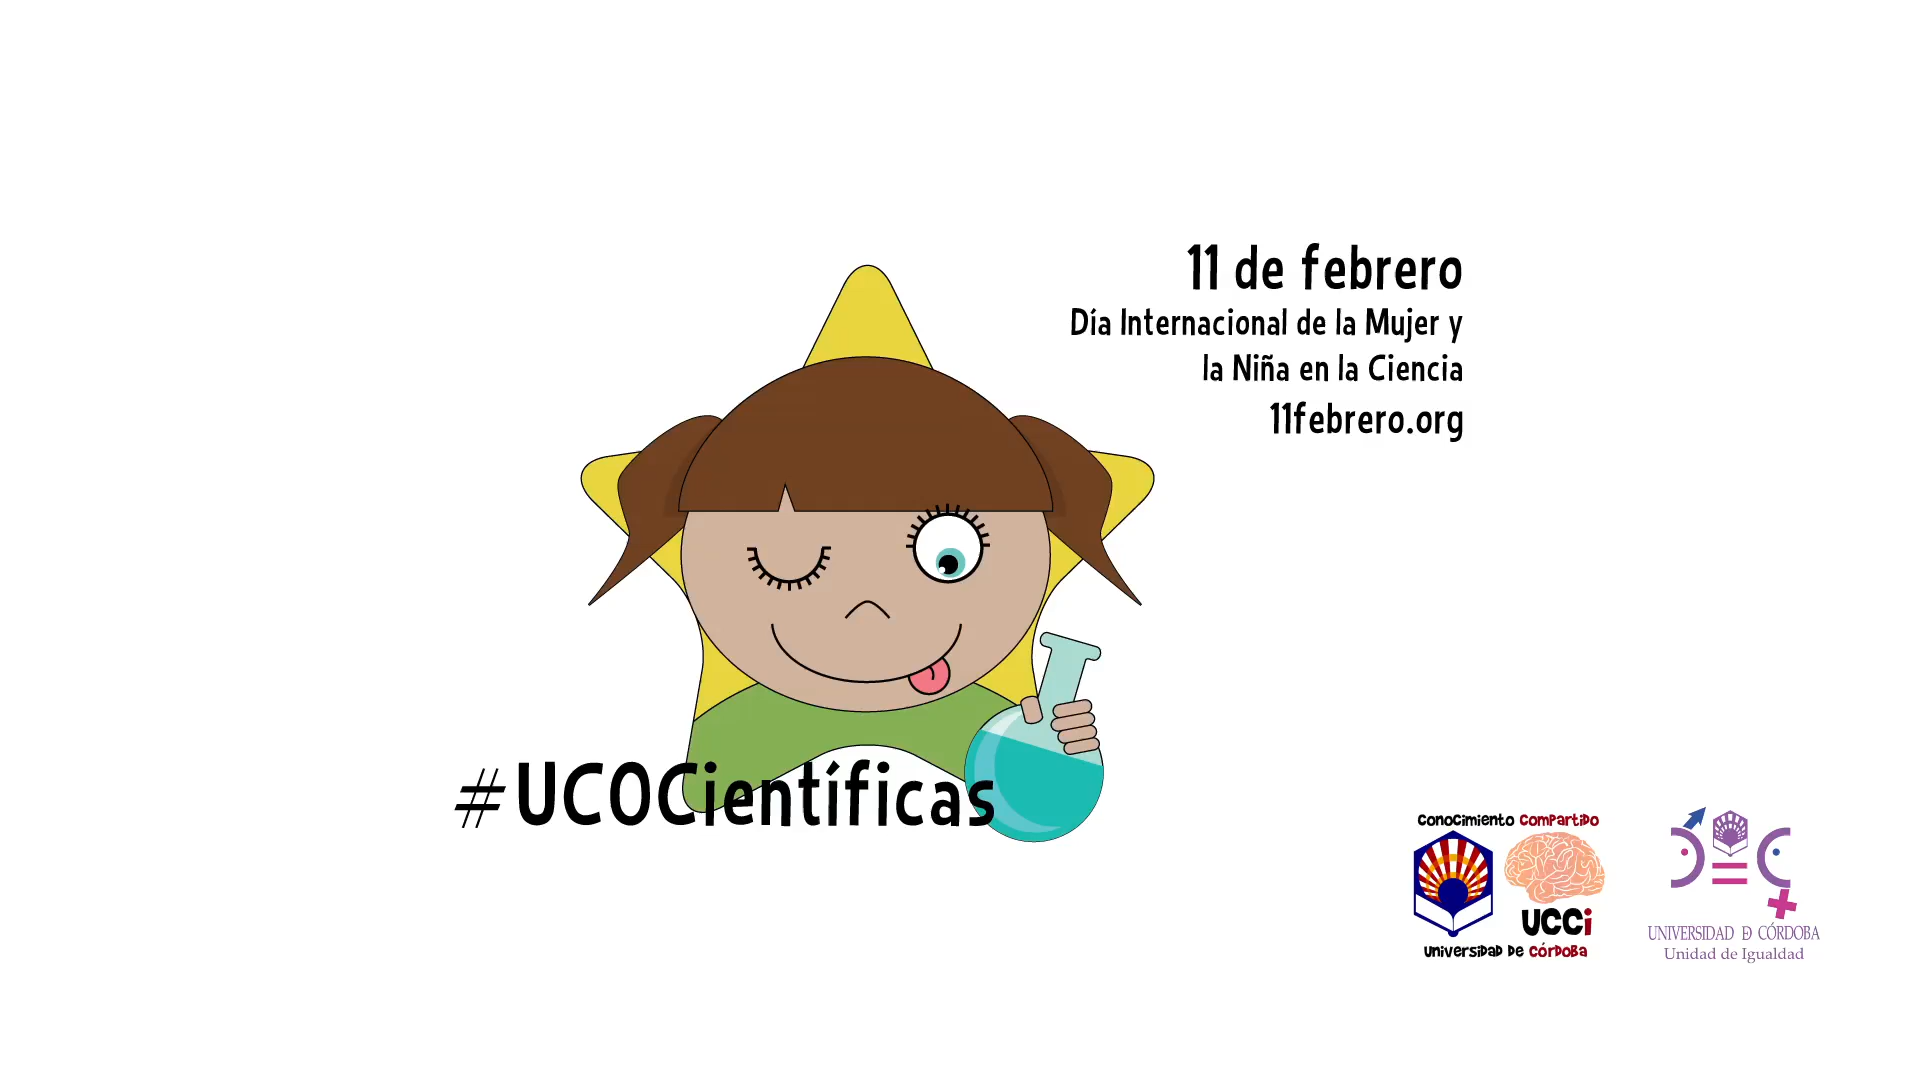 11 de febrero
Día Internacional de la Mujer y
la Niña en la Ciencia
11febrero.org
#UCOCientíficas
Conocimiento Compartido
UCCi
Universidad de Córdoba
UNIVERSIDAD DE CÓRDOBA
Unidad de Igualdad